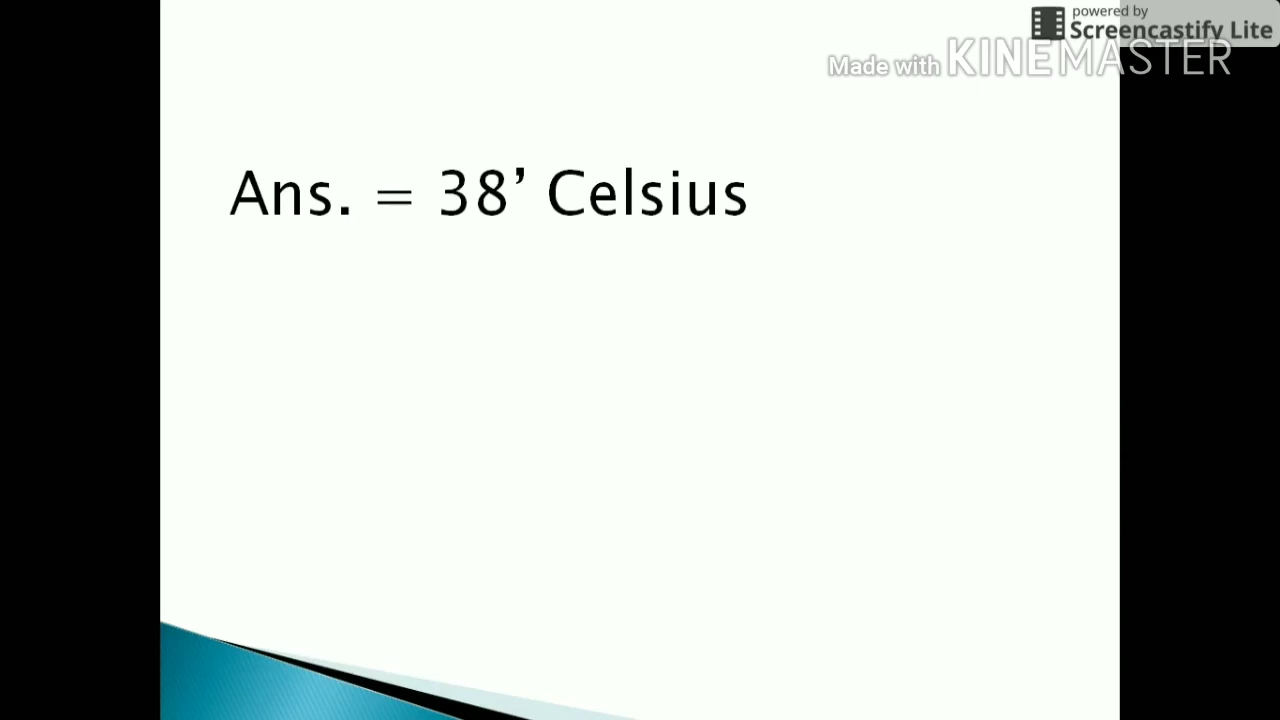 powered by
Screencastify Lite
Made with KINEMASTER
Ans. = 38’ Celsius